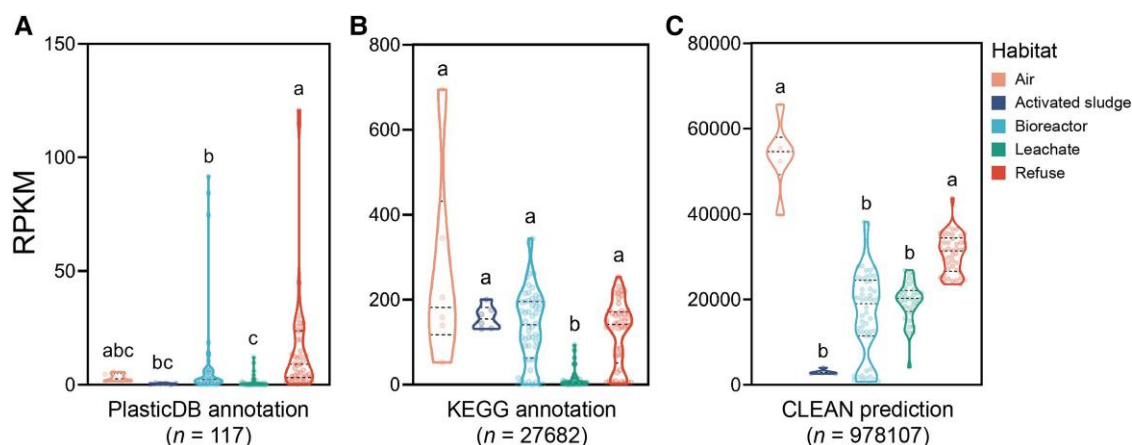 A
B
C
RPKM
150
100
50
0
abc
bc
b
c
a
PlasticDB annotation
(n = 117)
800
600
400
200
0
a
a
a
b
a
KEGG annotation
(n = 27682)
80000
60000
40000
20000
0
a
b
b
b
a
CLEAN prediction
(n = 978107)
Habitat
Air
Activated sludge
Bioreactor
Leachate
Refuse